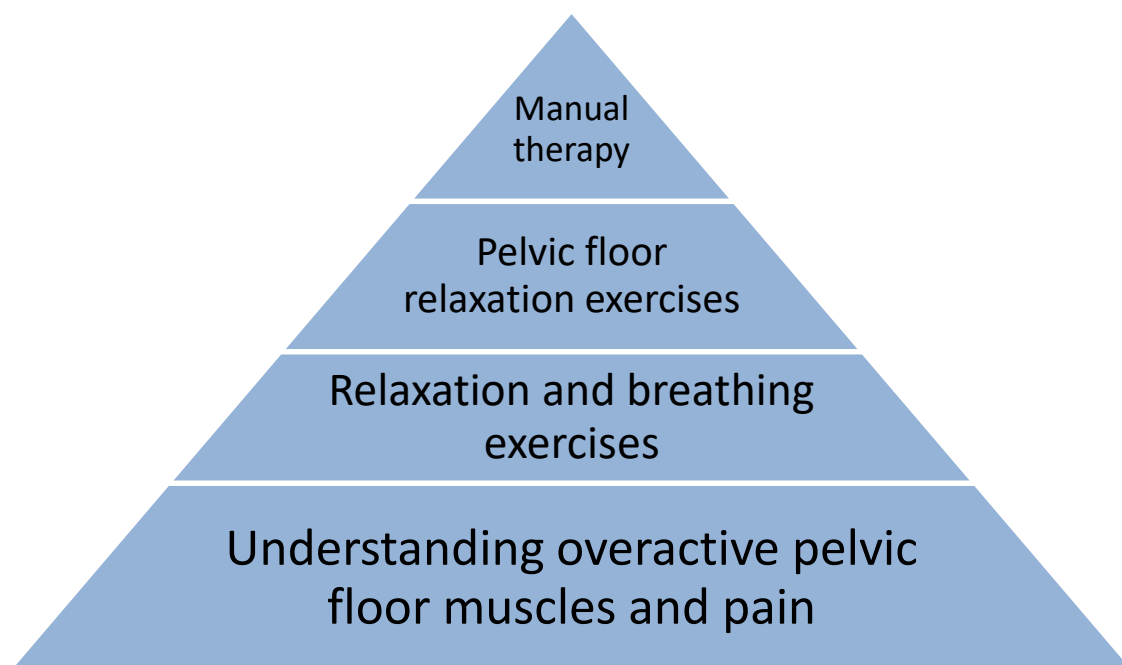 Manual
therapy
Pelvic floor
relaxation exercises
Relaxation and breathing
exercises
Understanding overactive pelvic
floor muscles and pain